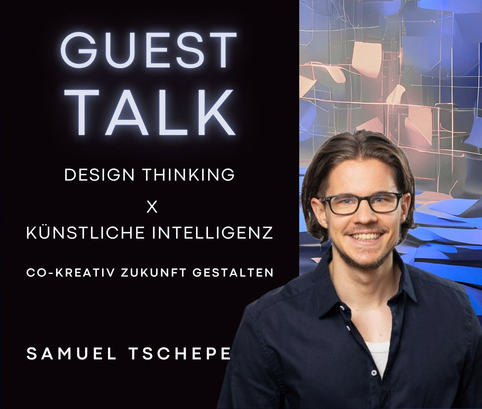 GUEST
TALK
DESIGN THINKING
X
KÜNSTLICHE INTELLIGENZ
CO-KREATIV ZUKUNFT GESTALTEN
SAMUEL TSCHEPE